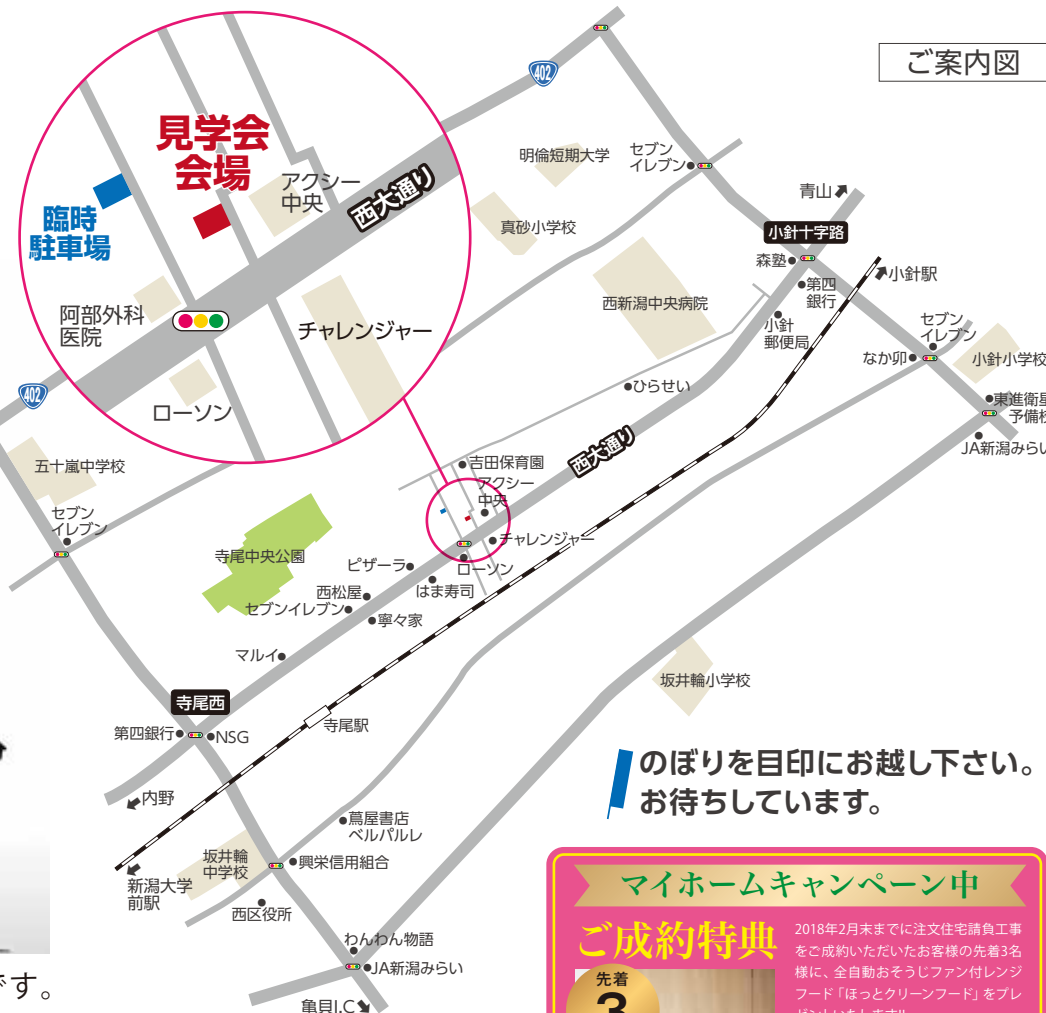 ご案内図
402
見学会
会場
臨時
駐車場
アクシー
中央
西大通り
阿部外科
医院
チャレンジャー
ローソン
402
明倫短期大学
セブン
イレブン
青山
小針十字路
真砂小学校
森塾
小針駅
第四
銀行
西新潟中央病院
小針
郵便局
セブン
イレブン
なか卯
小針小学校
ひらせい
東進衛星
予備校
JA新潟みらい
西大通り
五十嵐中学校
吉田保育園
アクシー
中央
セブン
イレブン
チャレンジャー
寺尾中央公園
ピザーラ
ローソン
はま寿司
西松屋
セブンイレブン
寧々家
マルイ
坂井輪小学校
寺尾西
寺尾駅
第四銀行
NSG
のぼりを目印にお越し下さい。
お待ちしています。
内野
蔦屋書店
ベルパルレ
坂井輪
中学校
興栄信用組合
新潟大学
前駅
西区役所
わんわん物語
JA新潟みらい
亀貝I.C
です。
マイホームキャンペーン中
ご成約特典
2018年2月末までに注文住宅請負工事
をご成約いただいたお客様の先着3名
様に、全自動おそうじファン付レンジ
フード「ほっとクリーンフード」をプレ
先着
3